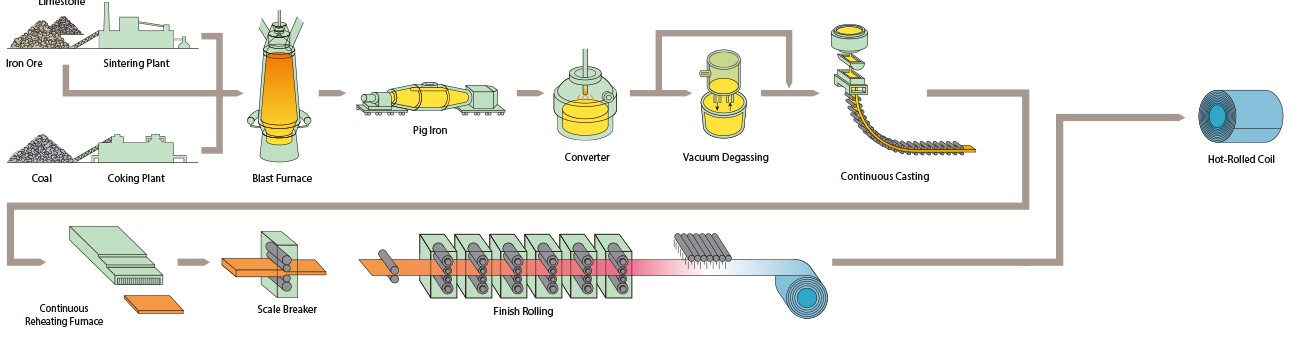 Limestone
Iron Ore
Sintering Plant
Coal
Coking Plant
Blast Furnace
Pig Iron
Converter
Vacuum Degassing
Continuous Casting
Hot-Rolled Coil
Continuous
Reheating Furnace
Scale Breaker
Finish Rolling